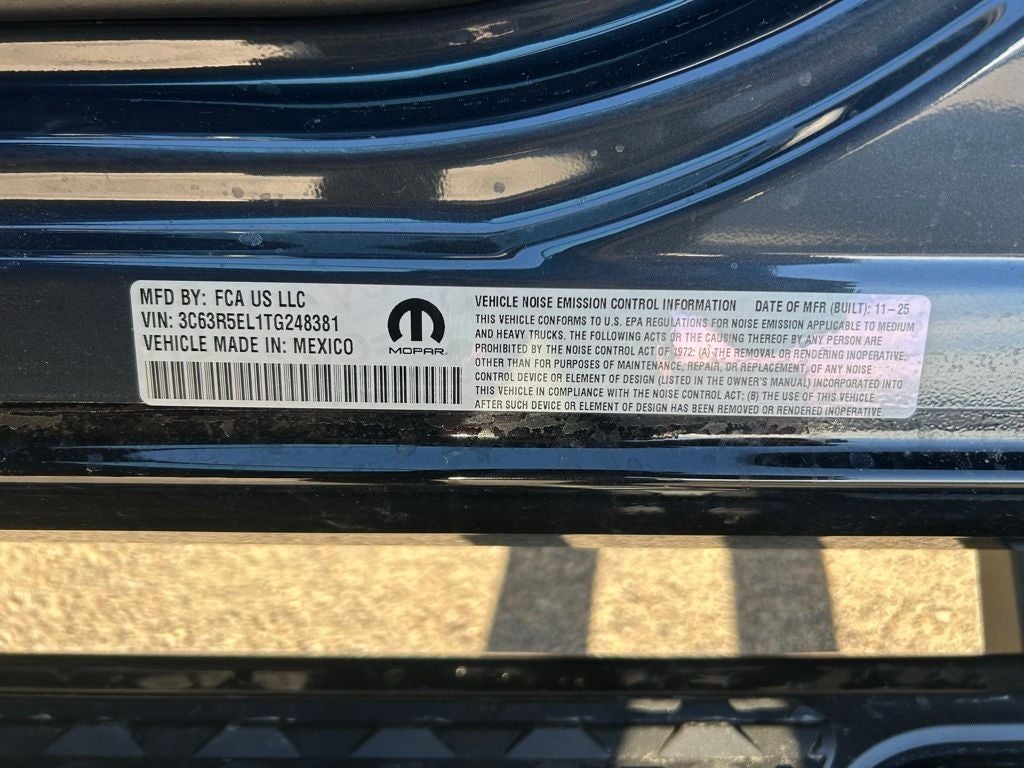 MFD BY: FCA US LLC
VIN: 3C63R5EL1TG248381
VEHICLE MADE IN: MEXICO
MOPAR
VEHICLE NOISE EMISSION CONTROL INFORMATION DATE OF MFR (BUILT): 11-25
THIS VEHICLE CONFORMS TO U.S. EPA REGULATIONS FOR NOISE EMISSION APPLICABLE TO MEDIUM
AND HEAVY TRUCKS. THE FOLLOWING ACTS OR THE CAUSING THEREOF BY ANY PERSON ARE
PROHIBITED BY THE NOISE CONTROL ACT OF 1972: (A) THE REMOVAL OR RENDERING INOPERATIVE,
OTHER THAN FOR PURPOSES OF MAINTENANCE, REPAIR, OR REPLACEMENT, OF ANY NOISE
CONTROL DEVICE OR ELEMENT OF DESIGN (LISTED IN THE OWNER'S MANUAL) INCORPORATED INTO
THIS VEHICLE IN COMPLIANCE WITH THE NOISE CONTROL ACT; (B) THE USE OF THIS VEHICLE
AFTER SUCH DEVICE OR ELEMENT OF DESIGN HAS BEEN REMOVED OR RENDERED INOPERATIVE.